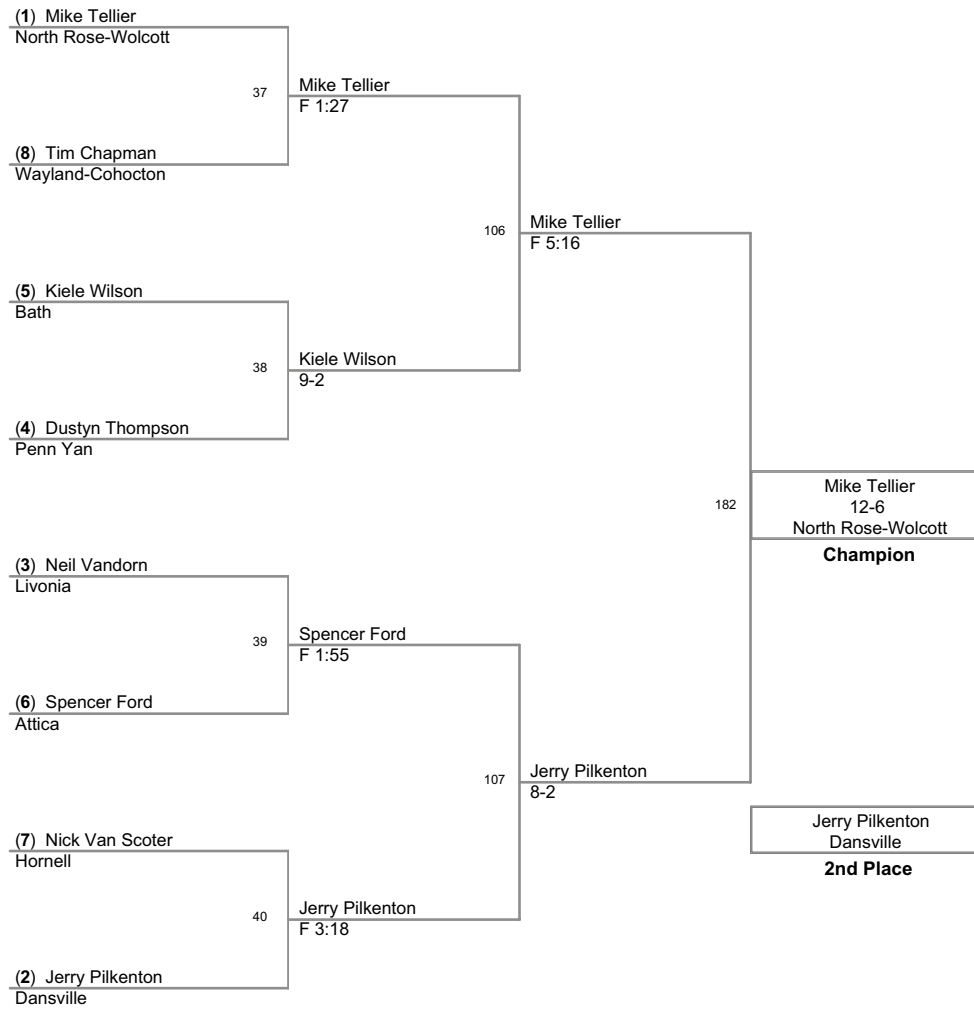 (1) Mike Tellier
North Rose-Wolcott
37
Mike Tellier
F 1:27
(8) Tim Chapman
Wayland-Cohocton
106
Mike Tellier
F 5:16
(5) Kiele Wilson
Bath
38
Kiele Wilson
9-2
(4) Dustyn Thompson
Penn Yan
182
Mike Tellier
12-6
North Rose-Wolcott
Champion
(3) Neil Vandorn
Livonia
39
Spencer Ford
F 1:55
(6) Spencer Ford
Attica
107
Jerry Pilkenton
8-2
(7) Nick Van Scoter
Hornell
40
Jerry Pilkenton
F 3:18
(2) Jerry Pilkenton
Dansville
Jerry Pilkenton
Dansville
2nd Place